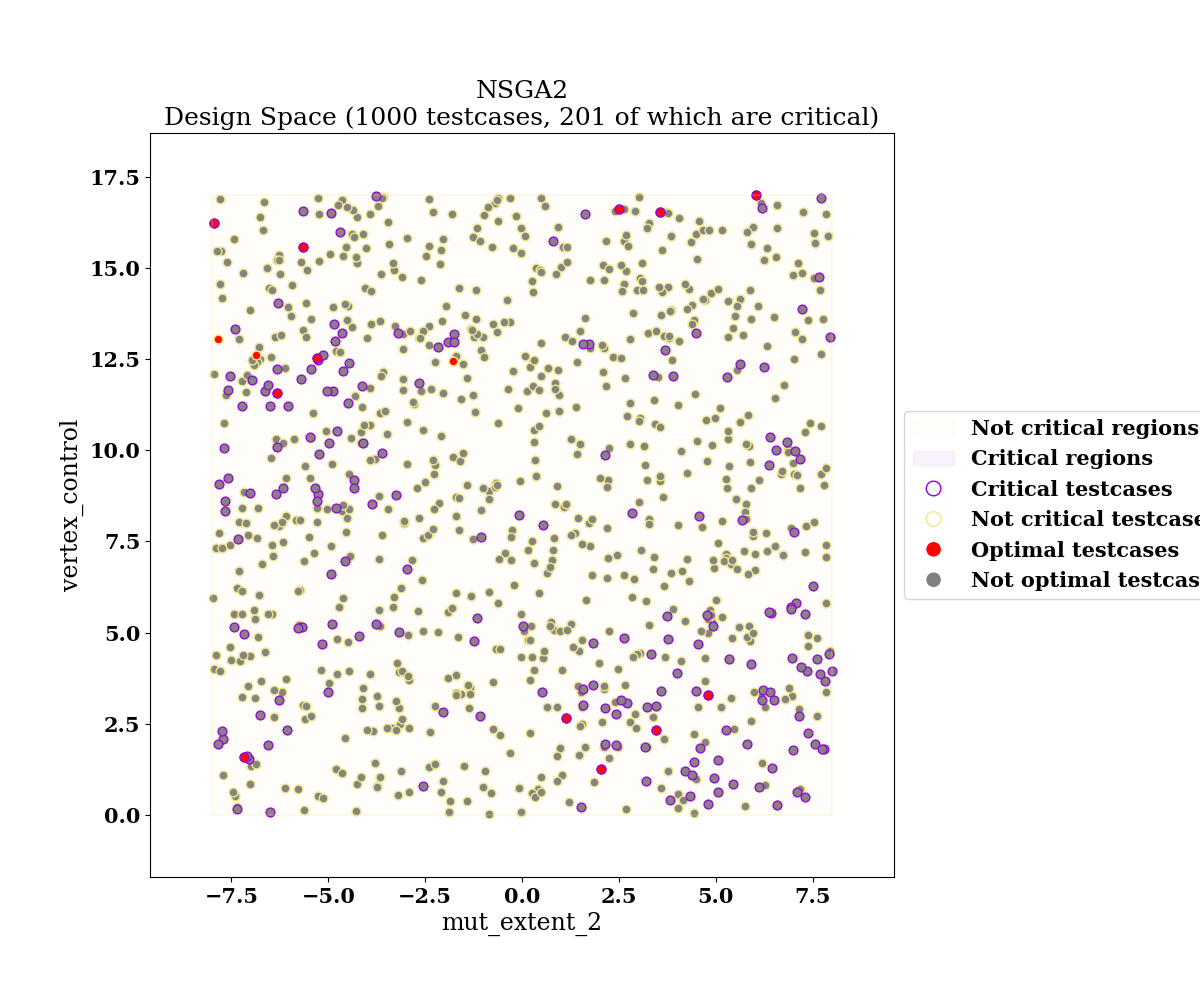 NSGA2
Design Space (1000 testcases, 201 of which are critical)
17.5
15.0
12.5
10.0
7.5
5.0
2.5
0.0
vertex_control
−7.5
−5.0
−2.5
0.0
2.5
5.0
7.5
mut_extent_2
Not critical regions
Critical regions
Critical testcases
Not critical testcase
Optimal testcases
Not optimal testcas